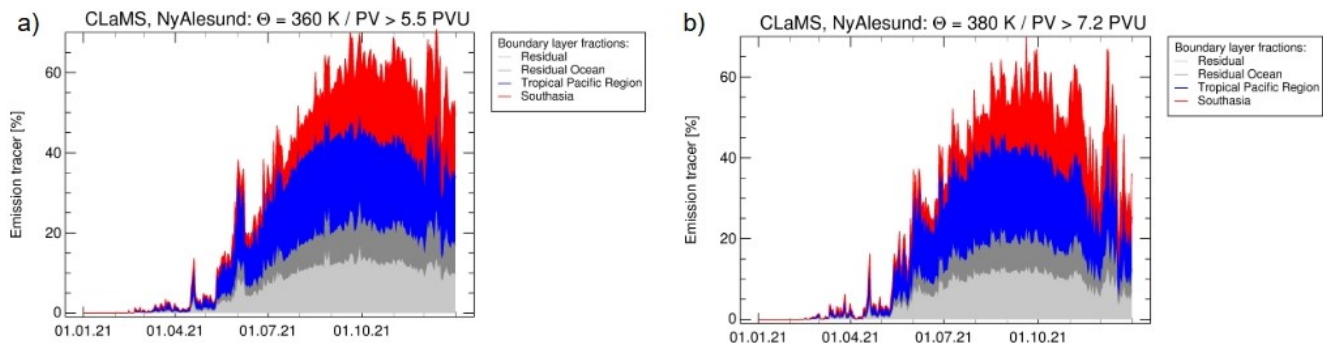 a)
CLaMS, NyAlesund: Θ = 360 K / PV > 5.5 PVU
Emission tracer [%]
60
40
20
0
01.01.21 01.04.21 01.07.21 01.10.21
Boundary layer fractions:
Residual
Residual Ocean
Tropical Pacific Region
Southasia
b)
CLaMS, NyAlesund: Θ = 380 K / PV > 7.2 PVU
Emission tracer [%]
60
40
20
0
01.01.21 01.04.21 01.07.21 01.10.21
Boundary layer fractions:
Residual
Residual Ocean
Tropical Pacific Region
Southasia